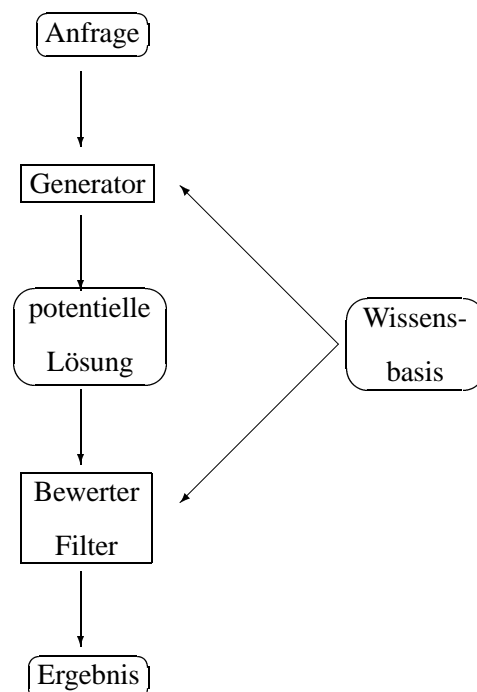 Anfrage
Generator
potentielle
Lösung
Wissens-
basis
Bewerter
Filter
Ergebnis